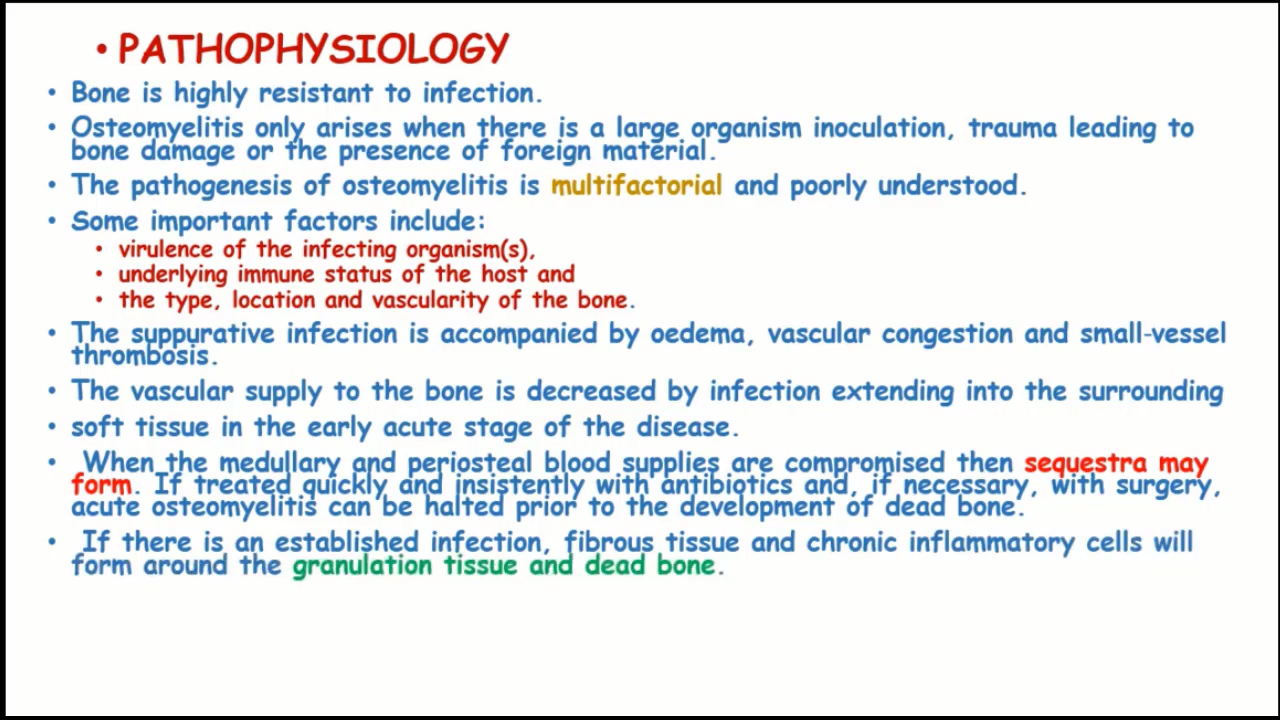 • PATHOPHYSIOLOGY
• Bone is highly resistant to infection.
• Osteomyelitis only arises when there is a large organism inoculation, trauma leading to
bone damage or the presence of foreign material.
• The pathogenesis of osteomyelitis is multifactorial and poorly understood.
• Some important factors include:
• virulence of the infecting organism(s),
• underlying immune status of the host and
• the type, location and vascularity of the bone.
• The suppurative infection is accompanied by oedema, vascular congestion and small-vessel
thrombosis.
• The vascular supply to the bone is decreased by infection extending into the surrounding
• soft tissue in the early acute stage of the disease.
• When the medullary and periosteal blood supplies are compromised then sequestra may
form. If treated quickly and insistently with antibiotics and, if necessary, with surgery,
acute osteomyelitis can be halted prior to the development of dead bone.
• If there is an established infection, fibrous tissue and chronic inflammatory cells will
form around the granulation tissue and dead bone.